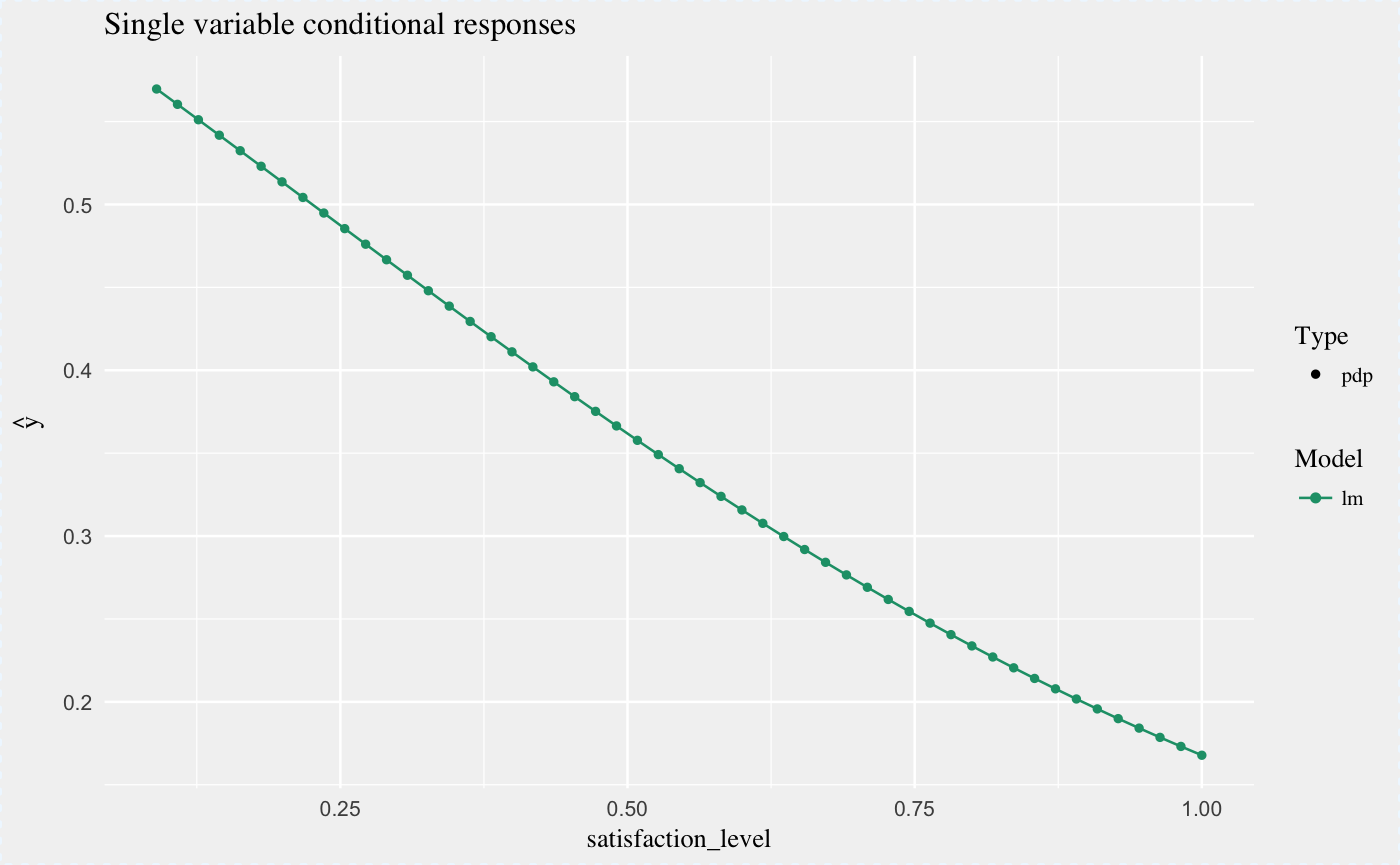 Single variable conditional responses
ŷ
0.5
0.4
0.3
0.2
0.25 0.50 0.75 1.00
satisfaction_level
Type
pdp
Model
lm